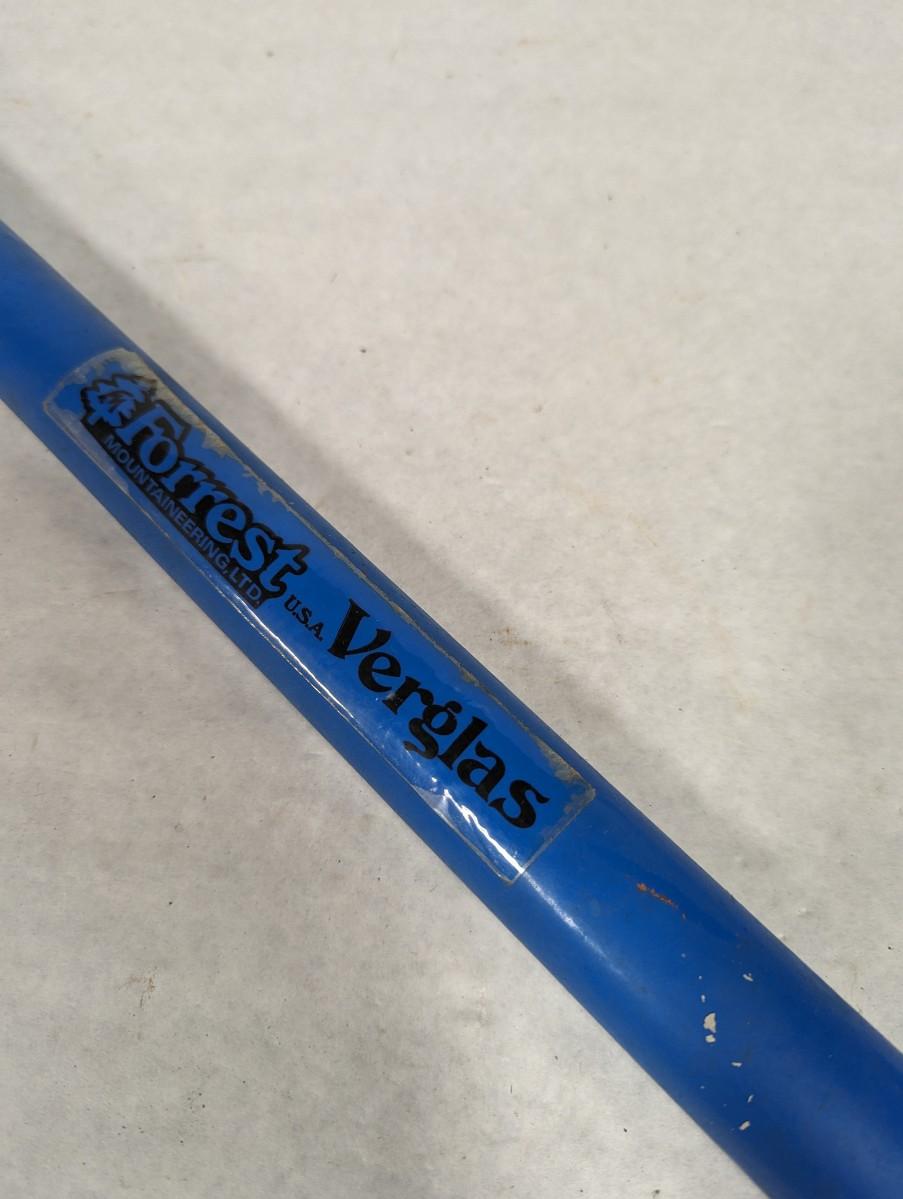 Forrest
MOUNTAINEERING, LTD.
U.S.A.
Verglas